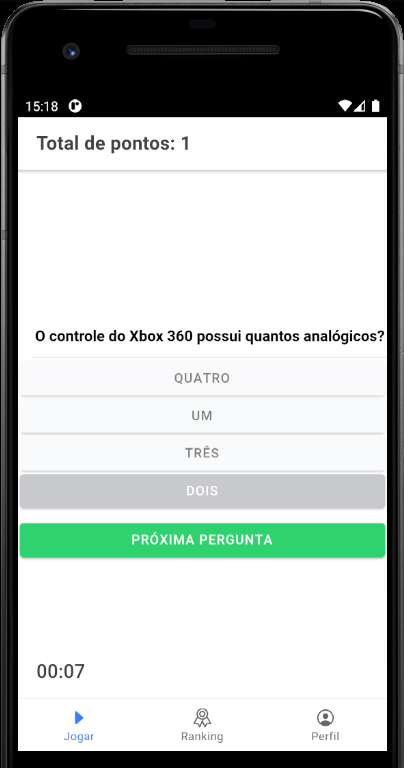 15:18
Total de pontos: 1
O controle do Xbox 360 possui quantos analógicos?
QUATRO
UM
TRÊS
DOIS
PRÓXIMA PERGUNTA
00:07
Jogar Ranking Perfil